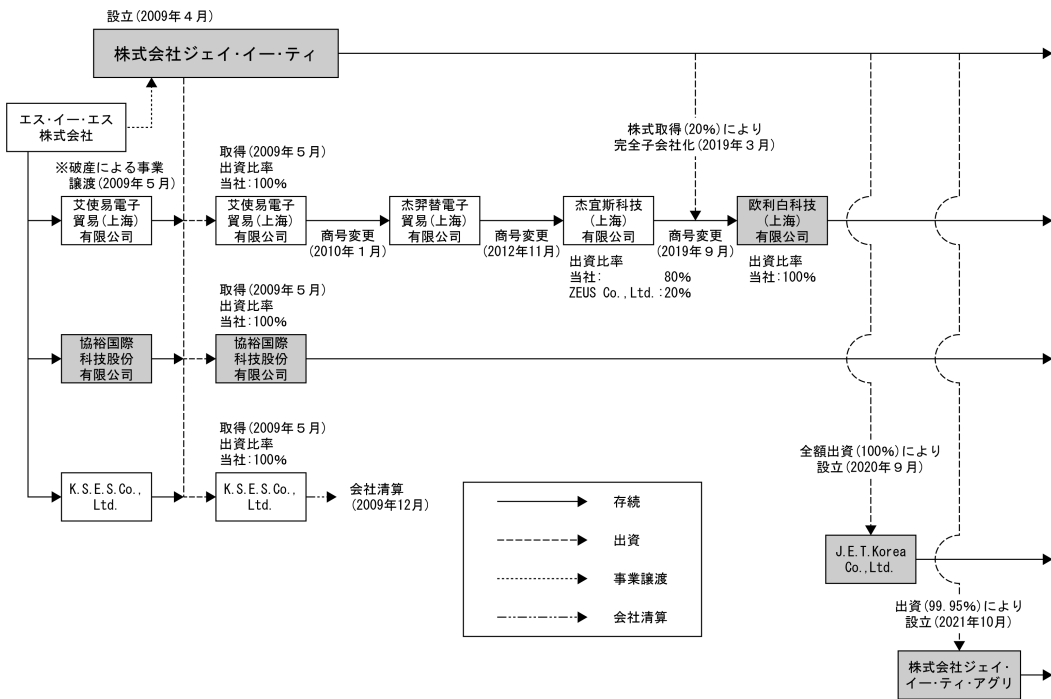 設立(2009年4月)
株式会社ジェイ・イー・ティ
エス・イー・エス
株式会社
※破産による事業
譲渡(2009年5月)
艾使易電子
貿易(上海)
有限公司
取得(2009年5月)
出資比率
当社:100%
艾使易電子
貿易(上海)
有限公司
商号変更
(2010年1月)
杰羿替電子
貿易(上海)
有限公司
商号変更
(2012年11月)
杰宜斯科技
(上海)
有限公司
出資比率
当社: 80%
ZEUS Co.,Ltd.:20%
株式取得(20%)により
完全子会社化(2019年3月)
商号変更
(2019年9月)
欧利白科技
(上海)
有限公司
出資比率
当社:100%
協裕国際
科技股份
有限公司
取得(2009年5月)
出資比率
当社:100%
協裕国際
科技股份
有限公司
K.S.E.S.Co.,
Ltd.
取得(2009年5月)
出資比率
当社:100%
K.S.E.S.Co.,
Ltd.
会社清算
(2009年12月)
存続
出資
事業譲渡
会社清算
全額出資(100%)により
設立(2020年9月)
J.E.T.Korea
Co.,Ltd.
出資(99.95%)により
設立(2021年10月)
株式会社ジェイ・
イー・ティ・アグリ